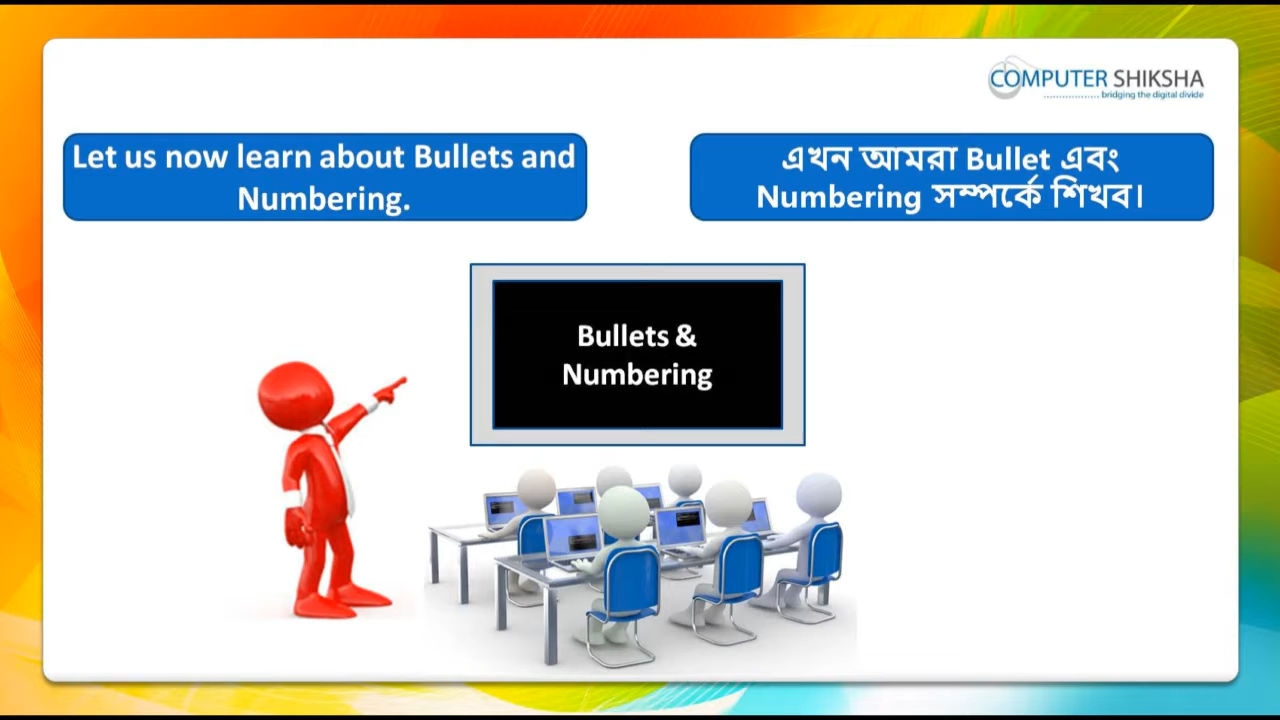 COMPUTER SHIKSHA
bridging the digital divide
Let us now learn about Bullets and
Numbering.
এখন আমরা Bullet এবং
Numbering সম্পর্কে শিখব।
Bullets &
Numbering